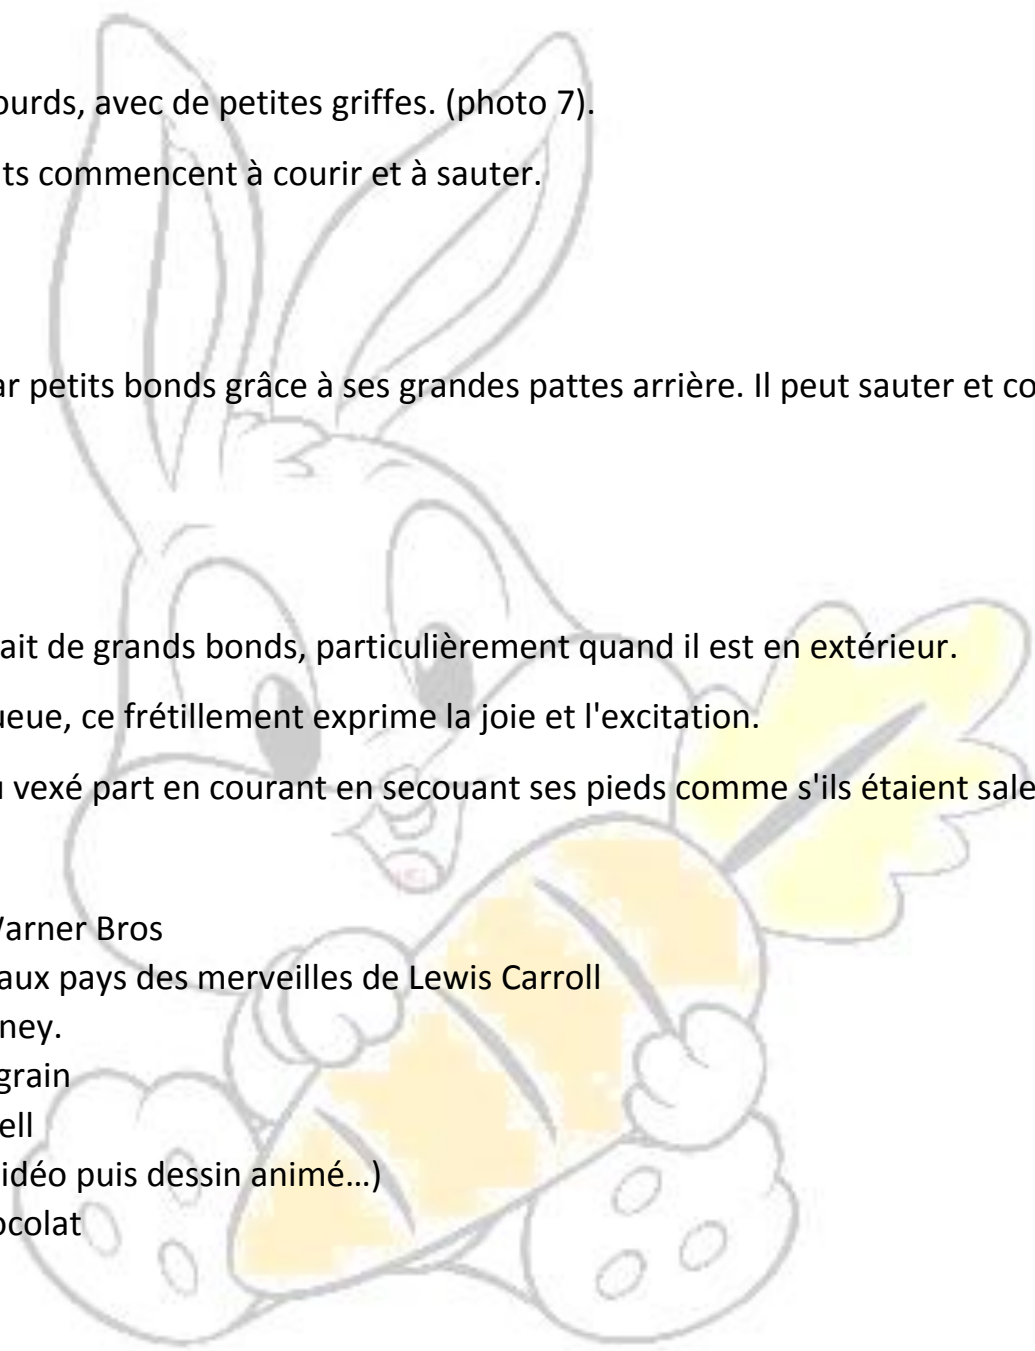 ourds, avec de petites griffes. (photo 7).
ts commencent à courir et à sauter.
ar petits bonds grâce à ses grandes pattes arrière. Il peut sauter et co
ait de grands bonds, particulièrement quand il est en extérieur.
ueue, ce frétillement exprime la joie et l'excitation.
u vexé part en courant en secouant ses pieds comme s'ils étaient sale
Warner Bros
aux pays des merveilles de Lewis Carroll
ney.
grain
ell
idéo puis dessin animé…)
ocolat